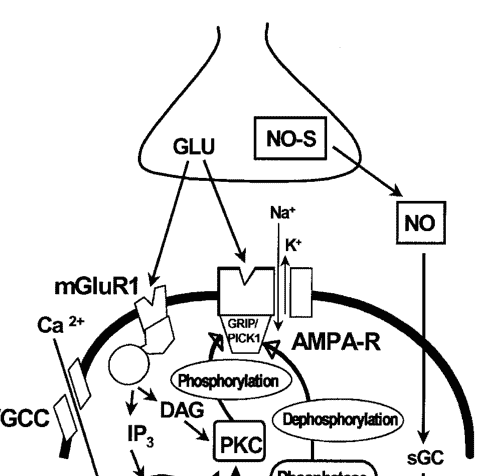 GLU
NO-S
Na+
K+
NO
mGluR1
Ca 2+
GRIP/
PICK1
AMPA-R
Phosphorylation
GCC
DAG
Dephosphorylation
IP3
PKC
sGC